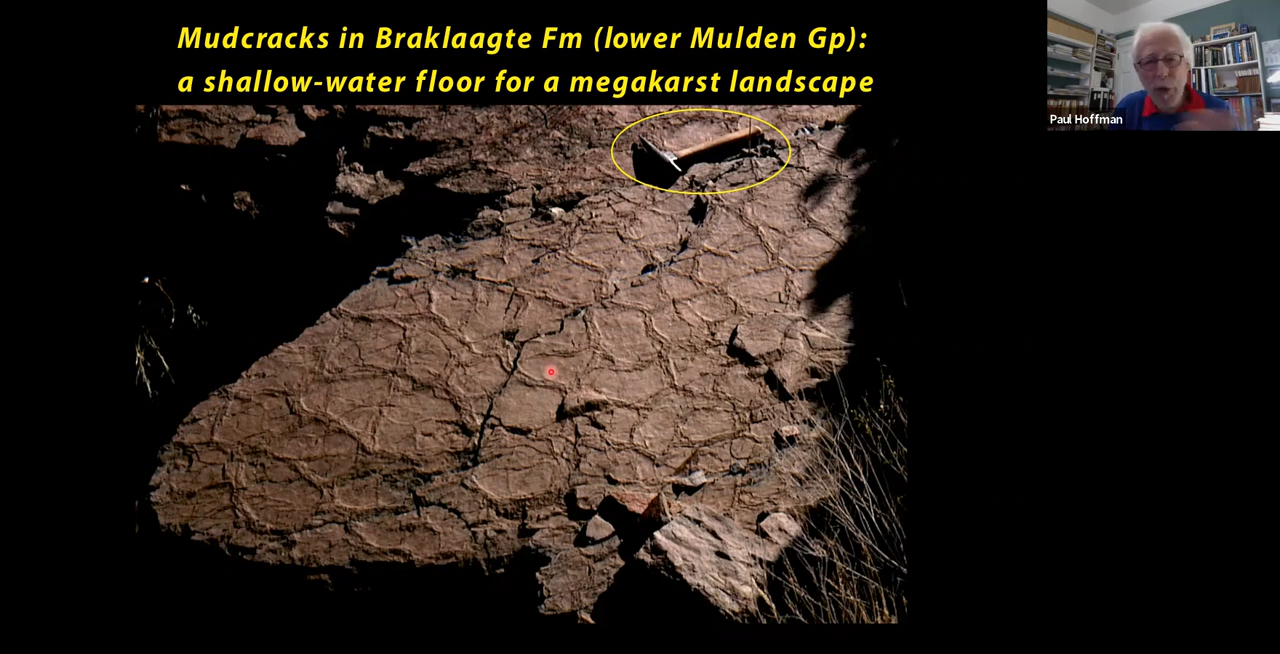 Mudcracks in Braklaagte Fm (lower Mulden Gp):
a shallow-water floor for a megakarst landscape
Paul Hoffman